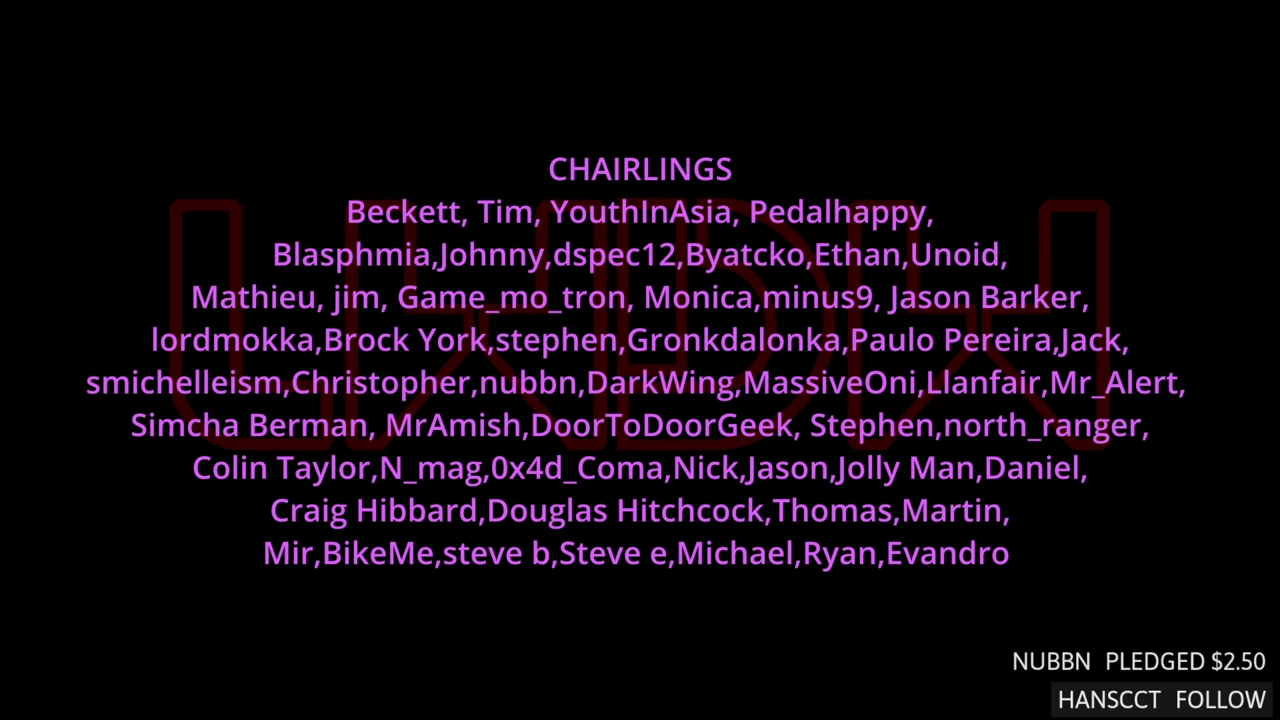 CHAIRLINGS
Beckett, Tim, YouthInAsia, Pedalhappy,
Blasphmia,Johnny,dspec12,Byatcko,Ethan,Unoid,
Mathieu, jim, Game_mo_tron, Monica,minus9, Jason Barker,
lordmokka,Brock York,stephen,Gronkdalonka,Paulo Pereira,Jack,
smichelleism,Christopher,nubbn,DarkWing,MassiveOni,Llanfair,Mr_Alert,
Simcha Berman, MrAmish,DoorToDoorGeek, Stephen,north_ranger,
Colin Taylor,N_mag,0x4d_Coma,Nick,Jason,Jolly Man,Daniel,
Craig Hibbard,Douglas Hitchcock,Thomas,Martin,
Mir,BikeMe,steve b,Steve e,Michael,Ryan,Evandro
NUBBN PLEDGED $2.50
HANSCCT FOLLOW